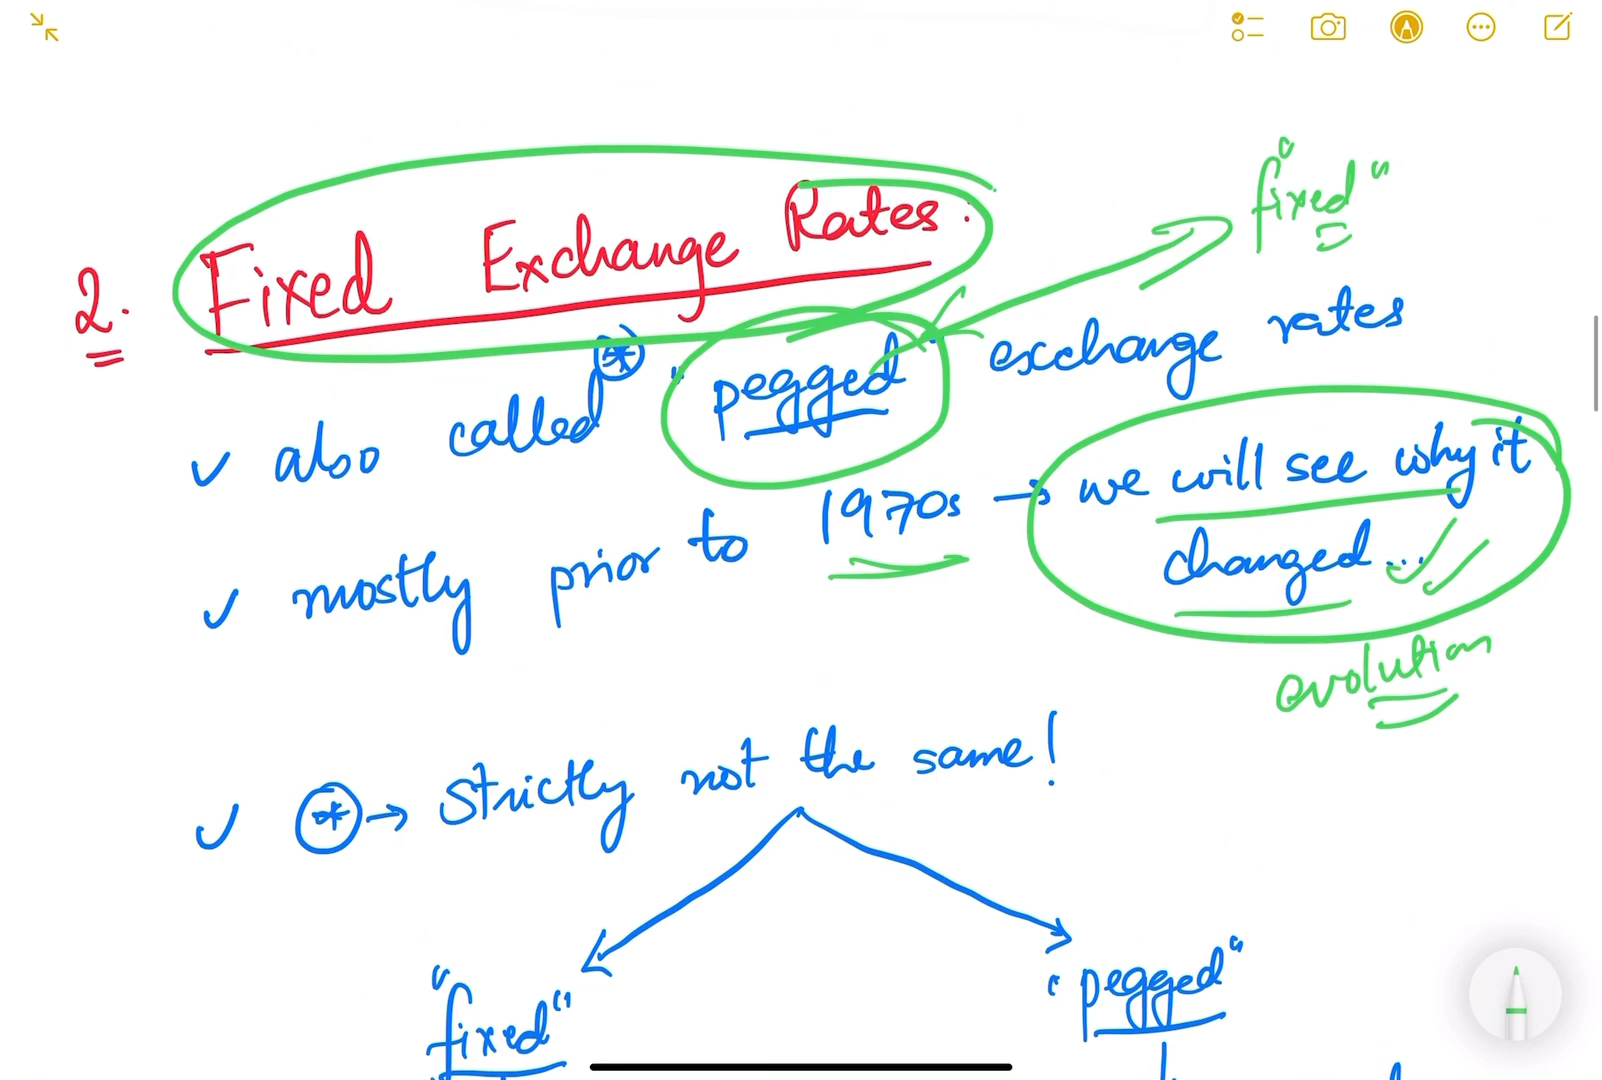 "fixed"
2. Fixed Exchange Rates.
✓ also called * "pegged" exchange rates
✓ mostly prior to 1970s → we will see why it
changed...
evolution
✓ * → Strictly not the same!
"fixed" "pegged"